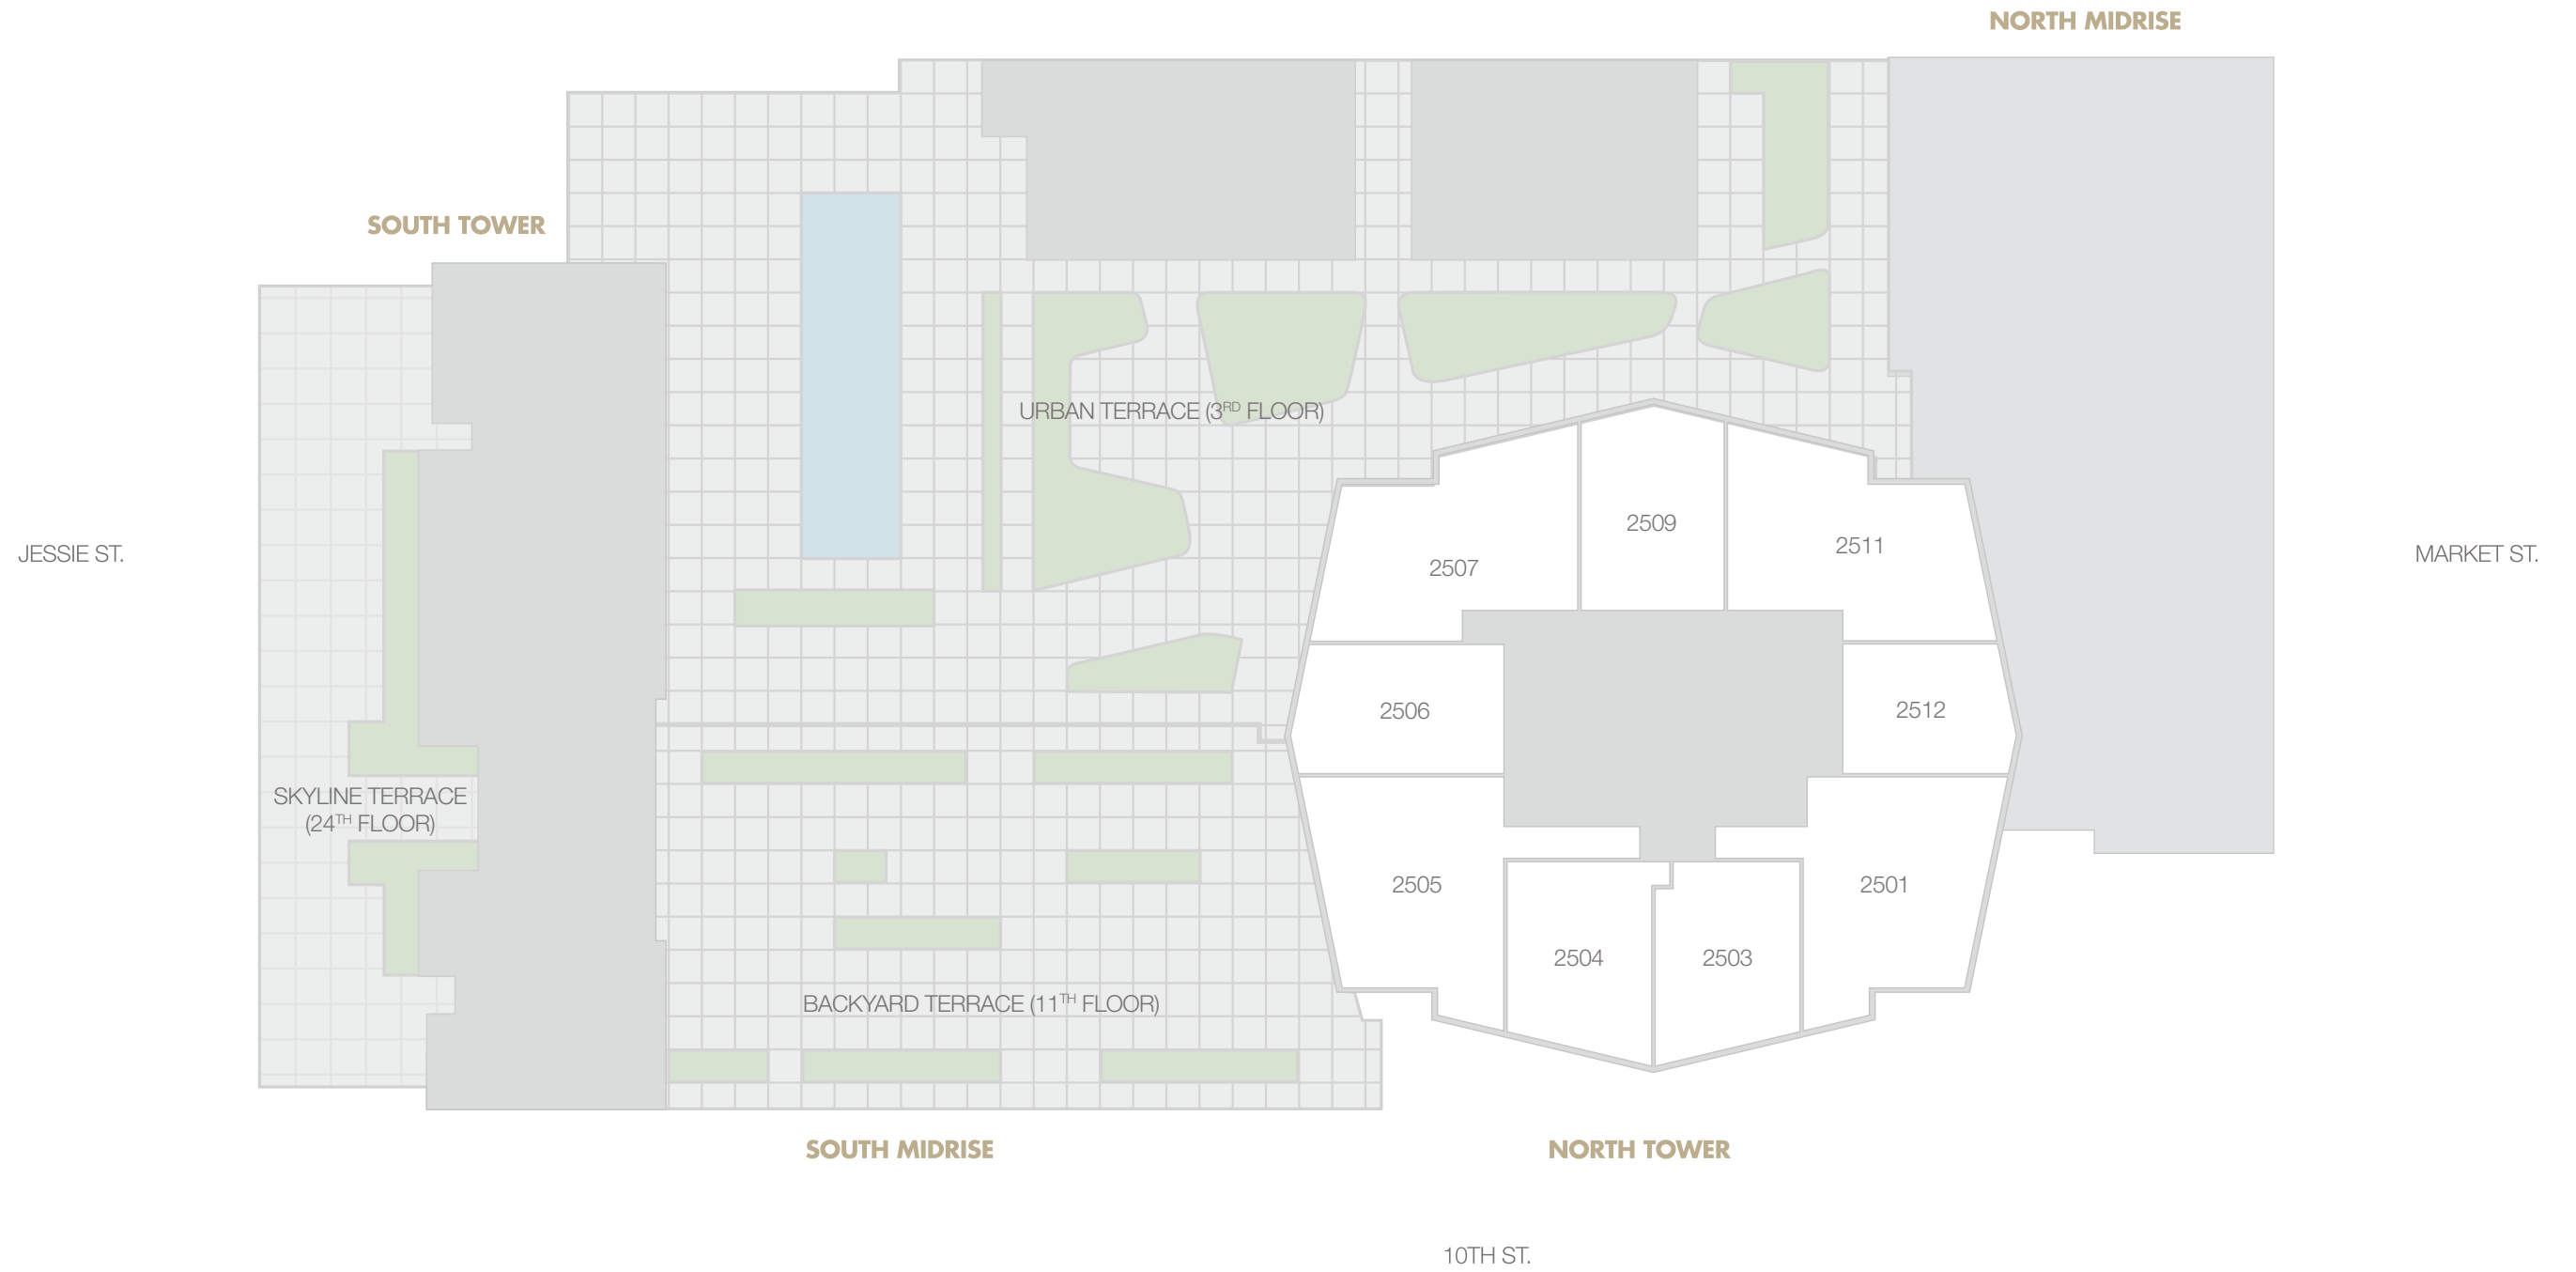 NORTH MIDRISE
SOUTH TOWER
URBAN TERRACE (3RD FLOOR)
2509
2511
2507
JESSIE ST.
MARKET ST.
2506
2512
SKYLINE TERRACE
(24TH FLOOR)
2505
2501
2504
2503
BACKYARD TERRACE (11TH FLOOR)
SOUTH MIDRISE
NORTH TOWER
10TH ST.